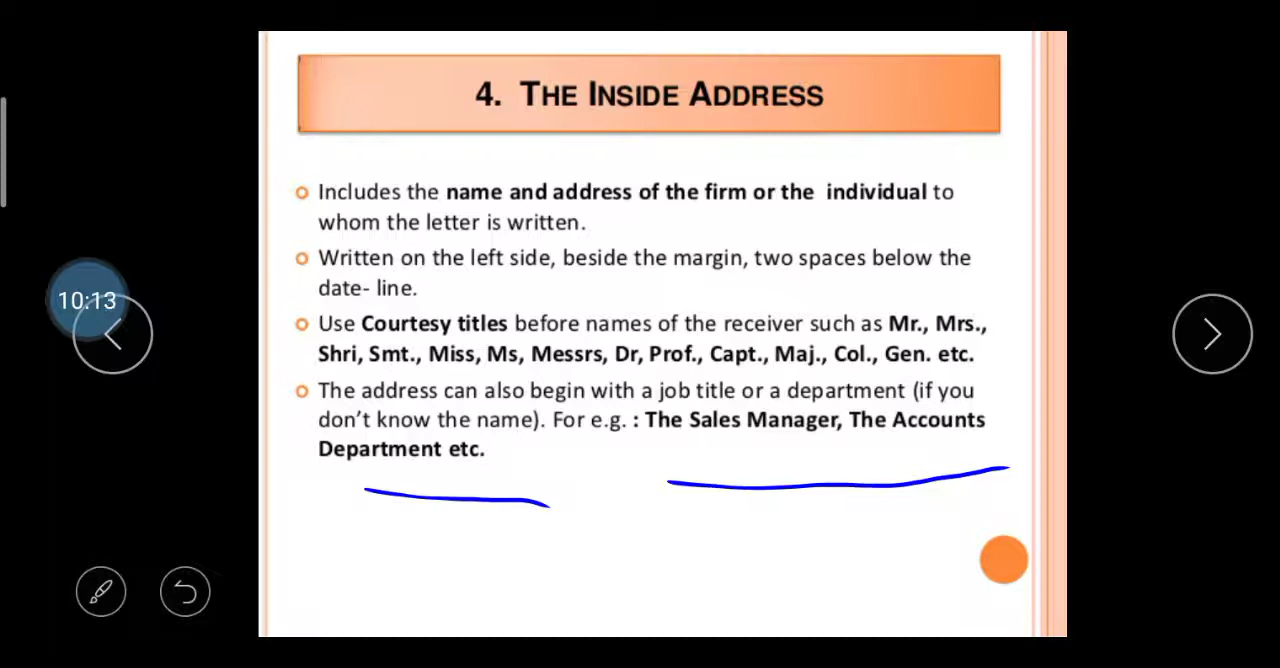 4. THE INSIDE ADDRESS
Includes the name and address of the firm or the individual to
whom the letter is written.
Written on the left side, beside the margin, two spaces below the
date- line.
Use Courtesy titles before names of the receiver such as Mr., Mrs.,
Shri, Smt., Miss, Ms, Messrs, Dr, Prof., Capt., Maj., Col., Gen. etc.
10:13
The address can also begin with a job title or a department (if you
don't know the name). For e.g. : The Sales Manager, The Accounts
Department etc.